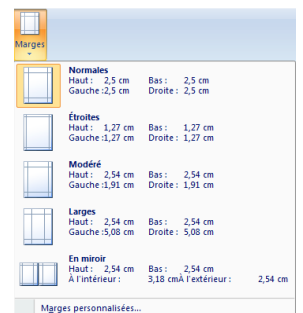 Marges
Normales
Haut : 2,5 cm Bas : 2,5 cm
Gauche :2,5 cm Droite : 2,5 cm
Étroites
Haut : 1,27 cm Bas : 1,27 cm
Gauche :1,27 cm Droite : 1,27 cm
Modéré
Haut : 2,54 cm Bas : 2,54 cm
Gauche :1,91 cm Droite : 1,91 cm
Larges
Haut : 2,54 cm Bas : 2,54 cm
Gauche :5,08 cm Droite : 5,08 cm
En miroir
Haut : 2,54 cm Bas : 2,54 cm
À l'intérieur : 3,18 cmÀ l'extérieur : 2,54 cm
Marges personnalisées...